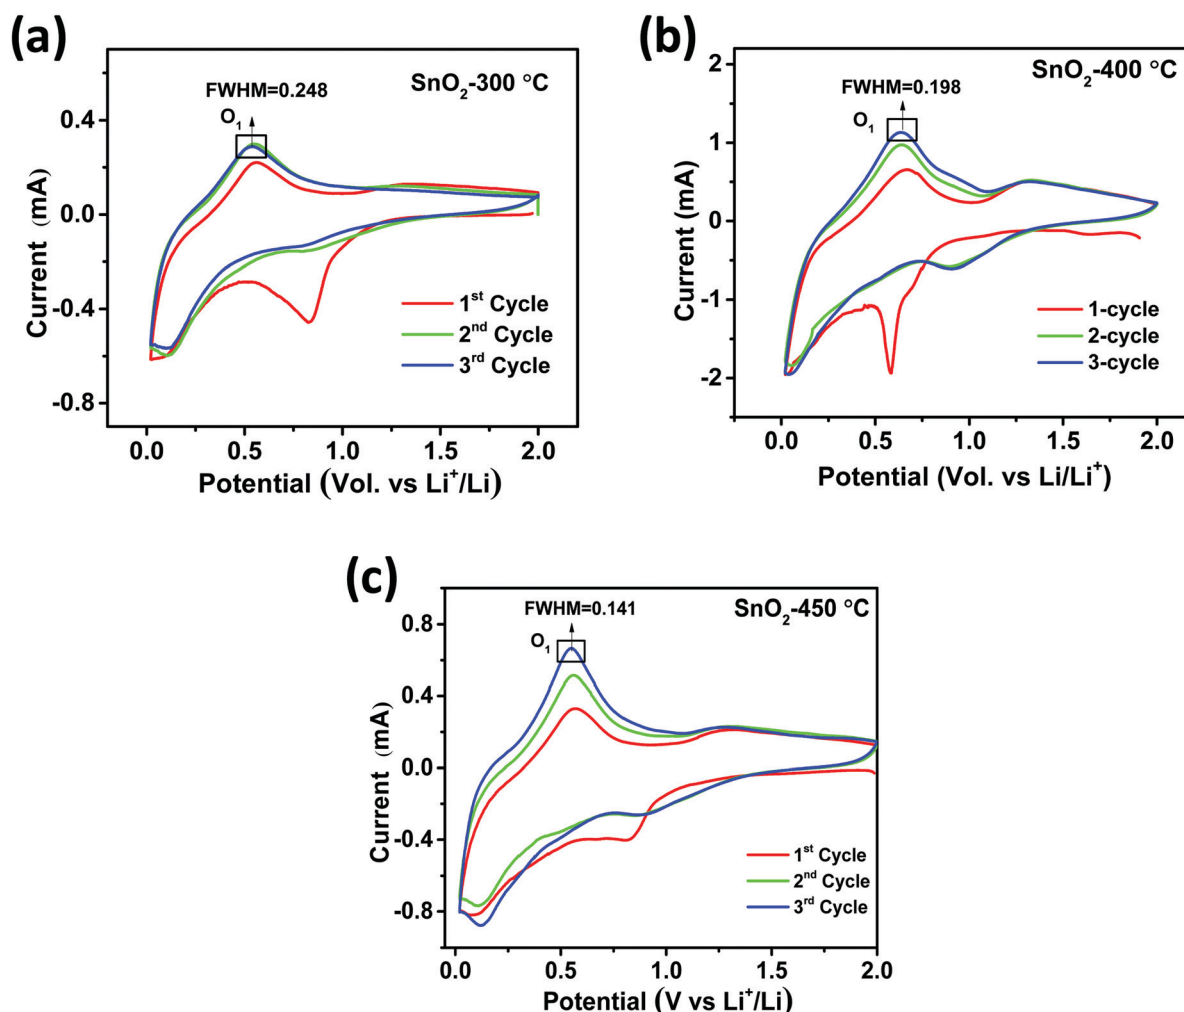 (a)
SnO₂-300 °C
FWHM=0.248
O₁
0.4
0.0
-0.4
-0.8
Current (mA)
1ˢᵗ Cycle
2ⁿᵈ Cycle
3ʳᵈ Cycle
0.0 0.5 1.0 1.5 2.0
Potential (Vol. vs Li⁺/Li)
(b)
SnO₂-400 °C
FWHM=0.198
O₁
2
1
0
-1
-2
Current (mA)
1-cycle
2-cycle
3-cycle
0.0 0.5 1.0 1.5 2.0
Potential (Vol. vs Li/Li⁺)
(c)
SnO₂-450 °C
FWHM=0.141
O₁
0.8
0.4
0.0
-0.4
-0.8
Current (mA)
1ˢᵗ Cycle
2ⁿᵈ Cycle
3ʳᵈ Cycle
0.0 0.5 1.0 1.5 2.0
Potential (V vs Li⁺/Li)